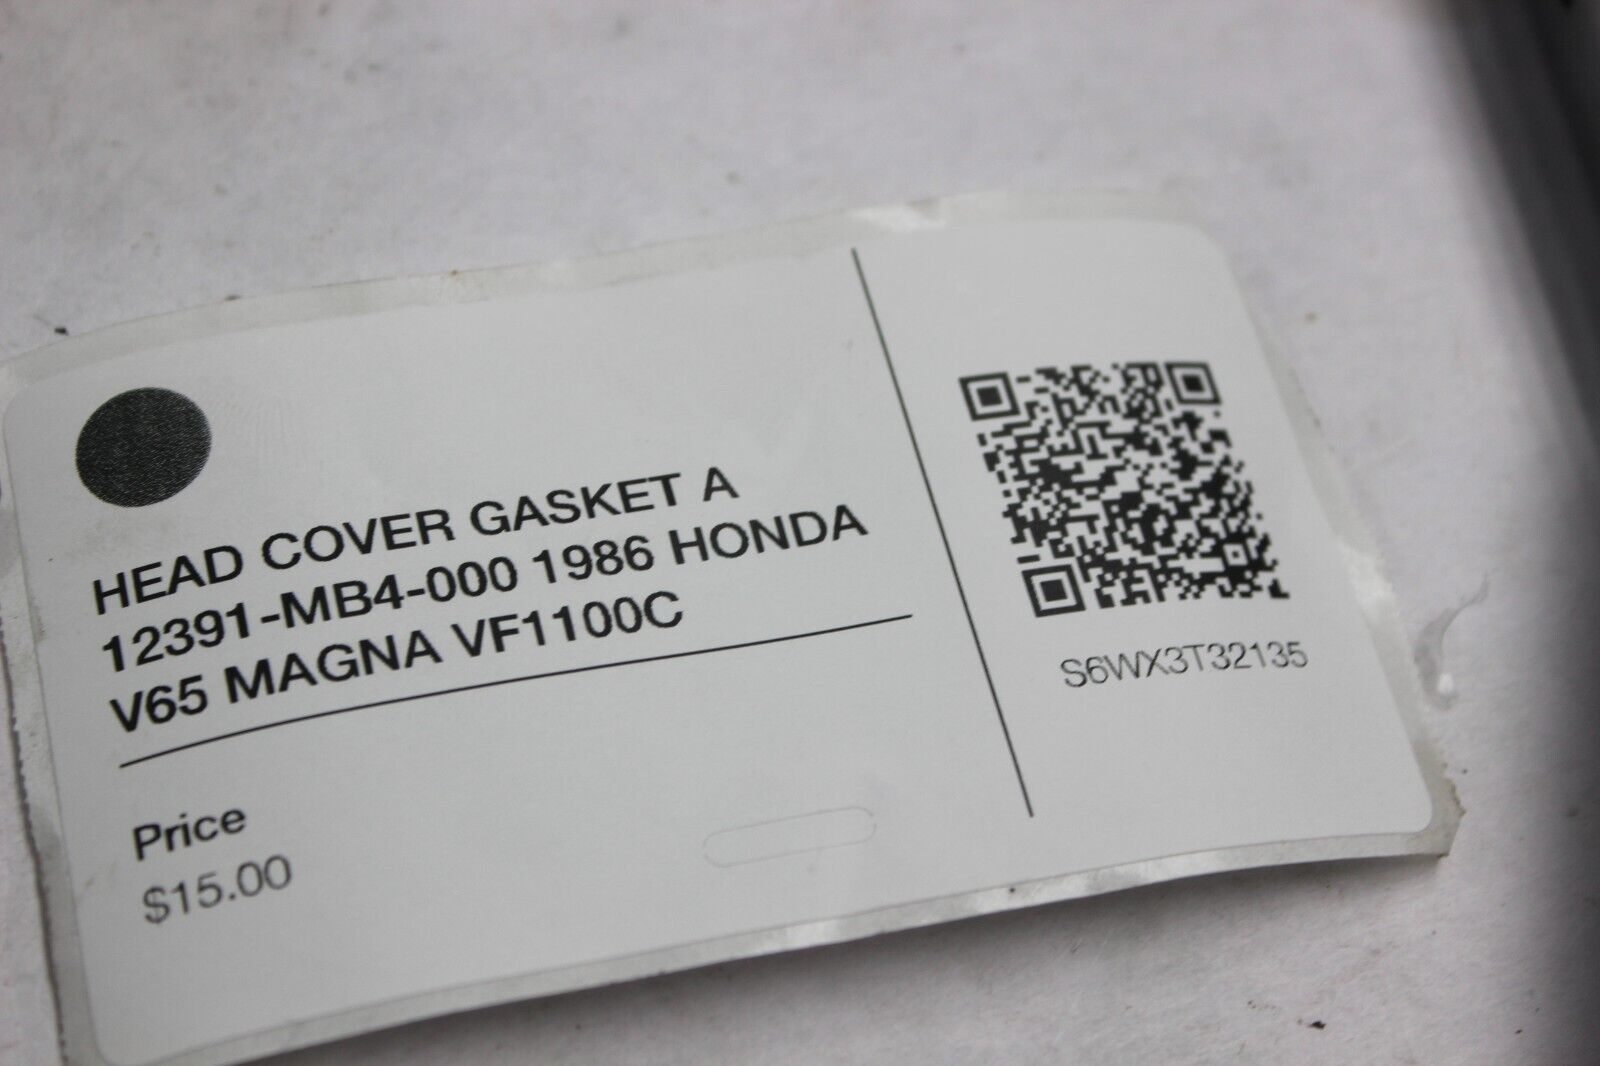 HEAD COVER GASKET A
12391-MB4-000 1986 HONDA
V65 MAGNA VF1100C
Price
$15.00
S6WX3T32135